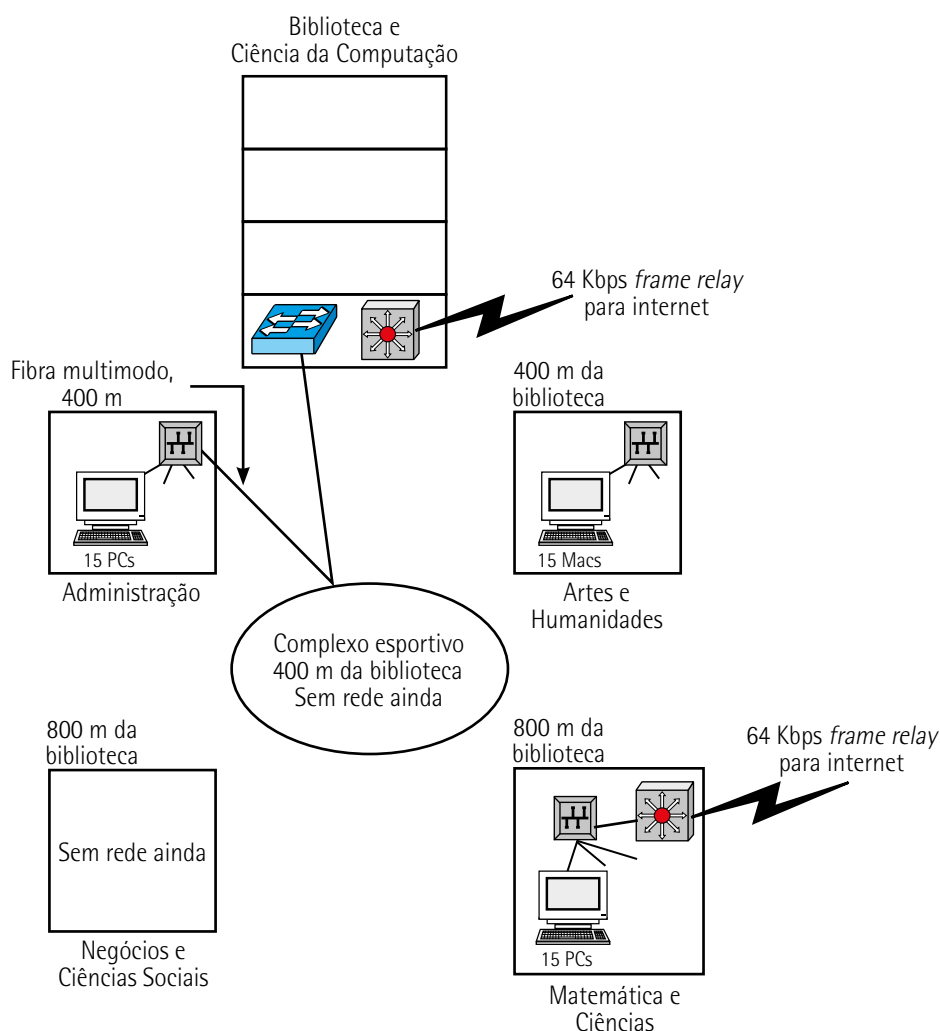 Biblioteca e
Ciência da Computação
64 Kbps frame relay
para internet
Fibra multimodo,
400 m
15 PCs
Administração
400 m da
biblioteca
15 Macs
Artes e
Humanidades
Complexo esportivo
400 m da biblioteca
Sem rede ainda
800 m da
biblioteca
Sem rede ainda
Negócios e
Ciências Sociais
800 m da
biblioteca
64 Kbps frame relay
para internet
15 PCs
Matemática e
Ciências